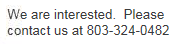 We are interested.  Please
contact us at 803-324-0482